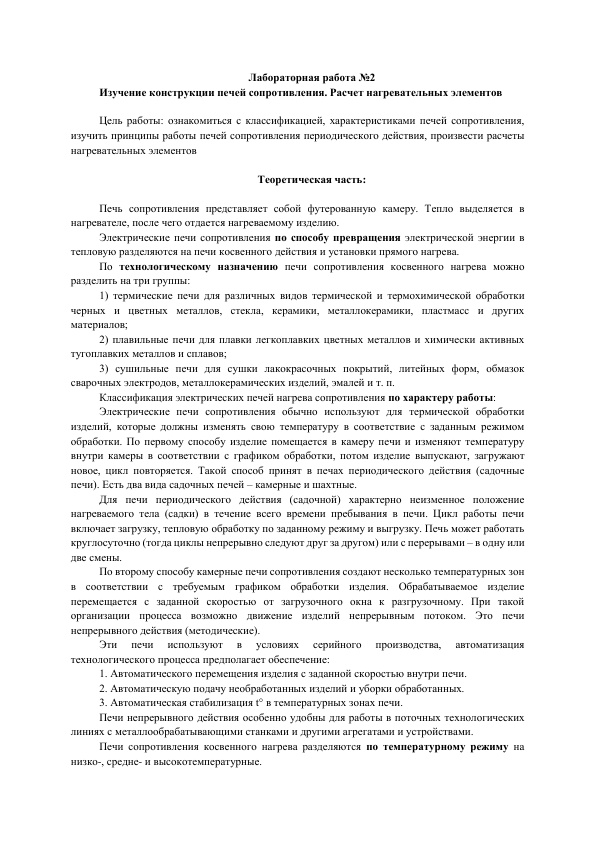 Лабораторная работа №2
Изучение конструкции печей сопротивления. Расчет нагревательных элементов
Цель работы: ознакомиться с классификацией, характеристиками печей сопротивления,
изучить принципы работы печей сопротивления периодического действия, произвести расчеты
нагревательных элементов
Теоретическая часть:
Печь сопротивления представляет собой футерованную камеру. Тепло выделяется в
нагревателе, после чего отдается нагреваемому изделию.
Электрические печи сопротивления по способу превращения электрической энергии в
тепловую разделяются на печи косвенного действия и установки прямого нагрева.
По технологическому назначению печи сопротивления косвенного нагрева можно
разделить на три группы:
1) термические печи для различных видов термической и термохимической обработки
черных и цветных металлов, стекла, керамики, металлокерамики, пластмасс и других
материалов;
2) плавильные печи для плавки легкоплавких цветных металлов и химически активных
тугоплавких металлов и сплавов;
3) сушильные печи для сушки лакокрасочных покрытий, литейных форм, обмазок
сварочных электродов, металлокерамических изделий, эмалей и т. п.
Классификация электрических печей нагрева сопротивления по характеру работы:
Электрические печи сопротивления обычно используют для термической обработки
изделий, которые должны изменять свою температуру в соответствие с заданным режимом
обработки. По первому способу изделие помещается в камеру печи и изменяют температуру
внутри камеры в соответствии с графиком обработки, потом изделие выпускают, загружают
новое, цикл повторяется. Такой способ принят в печах периодического действия (садочные
печи). Есть два вида садочных печей – камерные и шахтные.
Для печи периодического действия (садочной) характерно неизменное положение
нагреваемого тела (садки) в течение всего времени пребывания в печи. Цикл работы печи
включает загрузку, тепловую обработку по заданному режиму и выгрузку. Печь может работать
круглосуточно (тогда циклы непрерывно следуют друг за другом) или с перерывами – в одну или
две смены.
По второму способу камерные печи сопротивления создают несколько температурных зон
в соответствии с требуемым графиком обработки изделия. Обрабатываемое изделие
перемещается с заданной скоростью от загрузочного окна к разгрузочному. При такой
организации процесса возможно движение изделий непрерывным потоком. Это печи
непрерывного действия (методические).
Эти печи используют в условиях серийного производства, автоматизация
технологического процесса предполагает обеспечение:
1. Автоматического перемещения изделия с заданной скоростью внутри печи.
2. Автоматическую подачу необработанных изделий и уборки обработанных.
3. Автоматическая стабилизация t° в температурных зонах печи.
Печи непрерывного действия особенно удобны для работы в поточных технологических
линиях с металлообрабатывающими станками и другими агрегатами и устройствами.
Печи сопротивления косвенного нагрева разделяются по температурному режиму на
низко-, средне- и высокотемпературные.